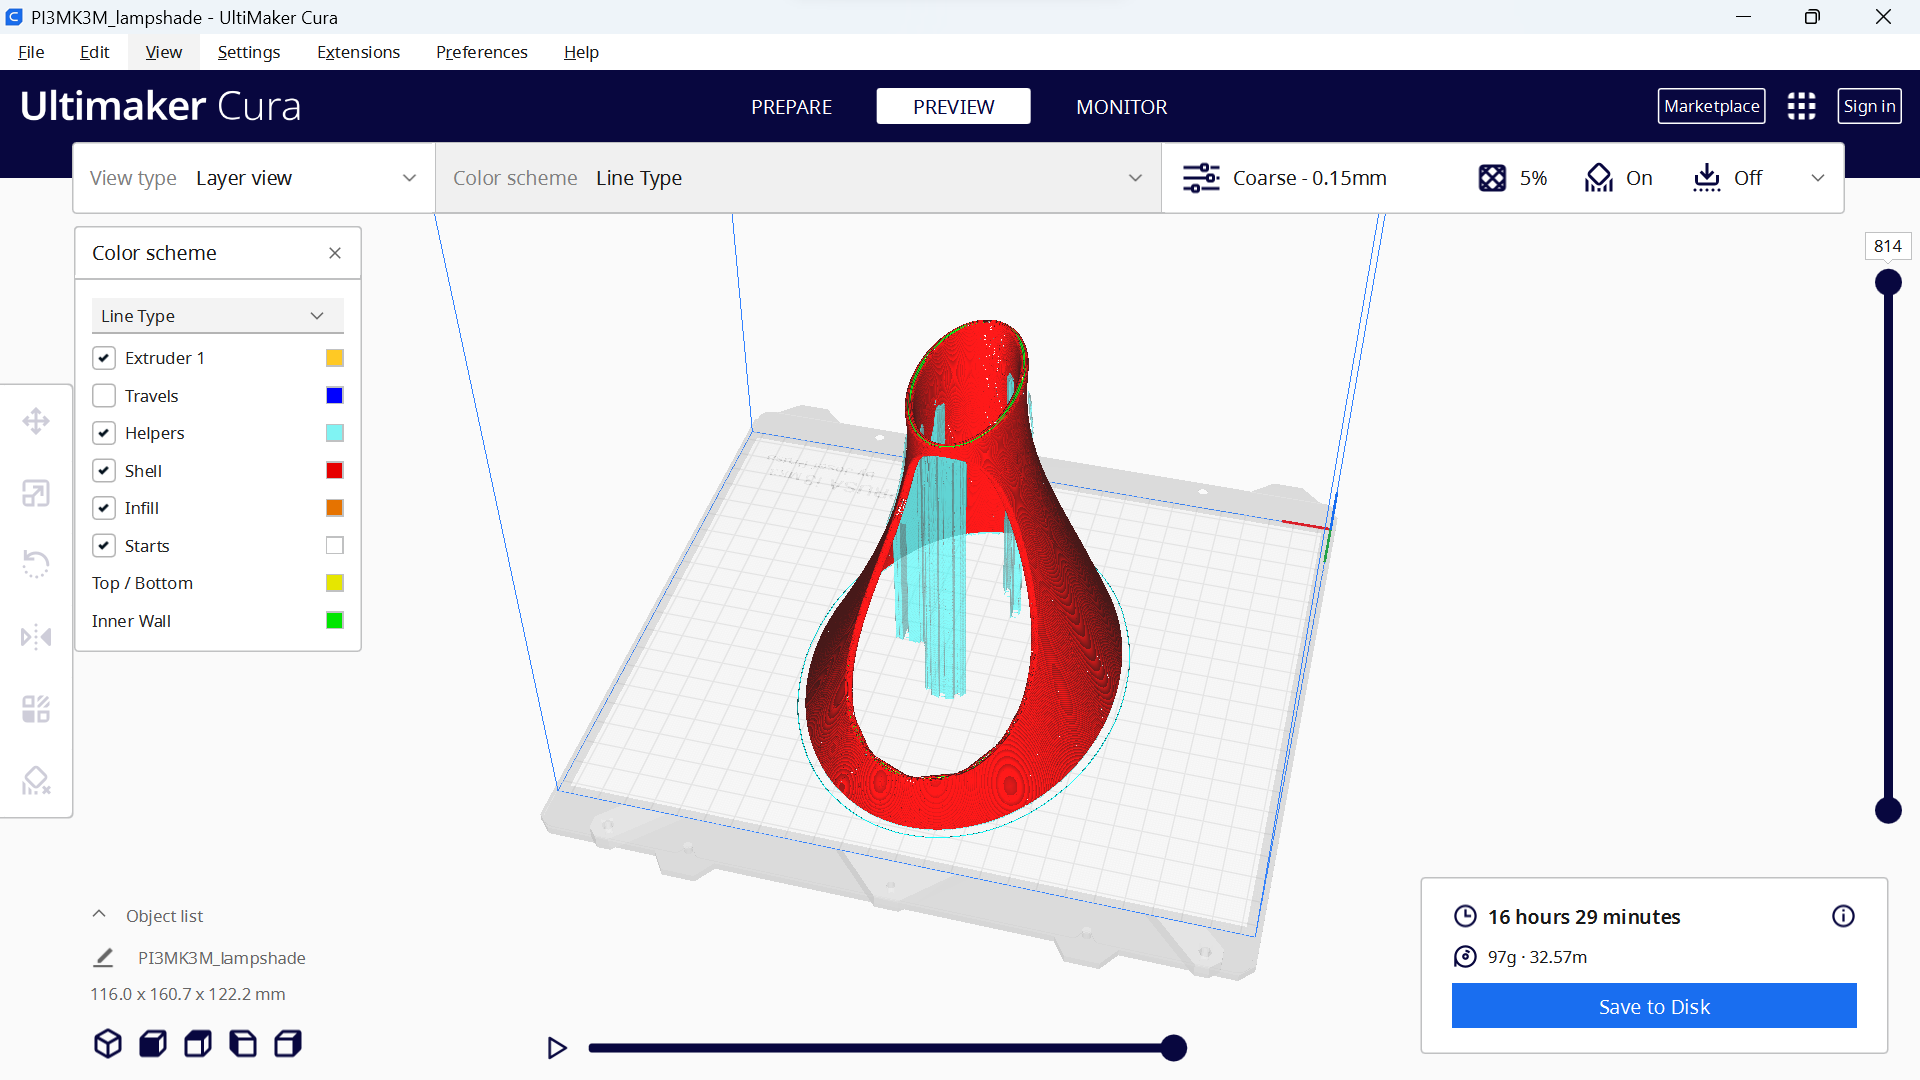 PI3MK3M_lampshade - UltiMaker Cura
File Edit View Settings Extensions Preferences Help
Ultimaker Cura
PREPARE PREVIEW MONITOR
Marketplace
Sign in
View type Layer view
Color scheme Line Type
Coarse - 0.15mm 5% On Off
Color scheme
Line Type
Extruder 1
Travels
Helpers
Shell
Infill
Starts
Top / Bottom
Inner Wall
814
Object list
PI3MK3M_lampshade
116.0 x 160.7 x 122.2 mm
16 hours 29 minutes
97g · 32.57m
Save to Disk